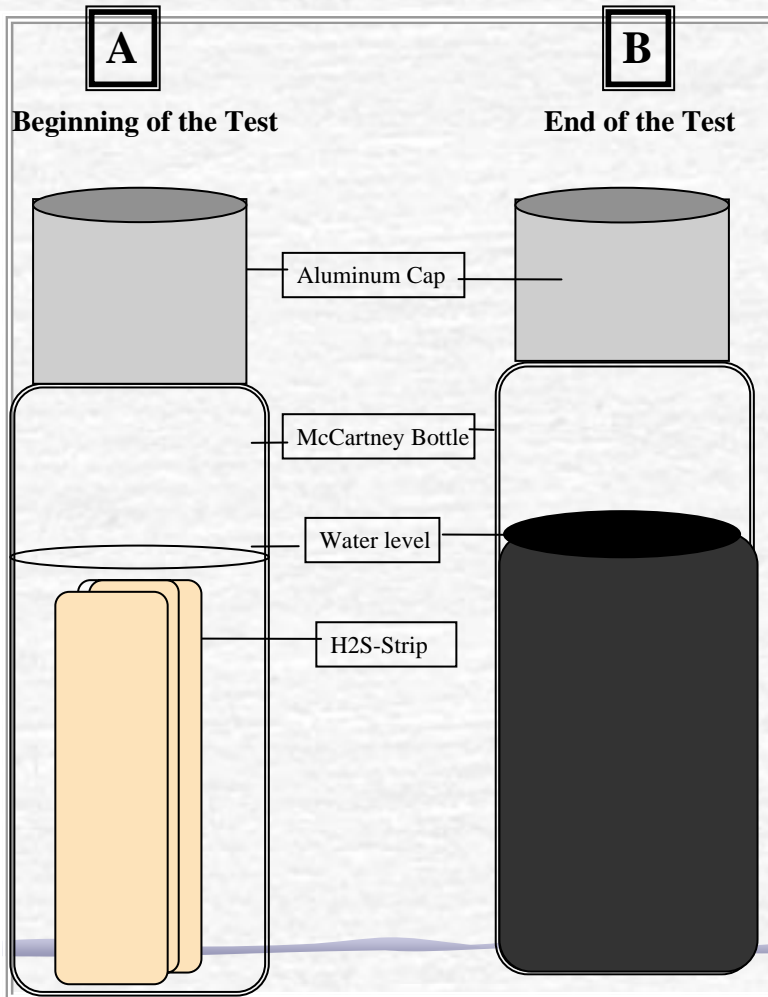 A
B
Beginning of the Test
End of the Test
Aluminum Cap
McCartney Bottle
Water level
H2S-Strip